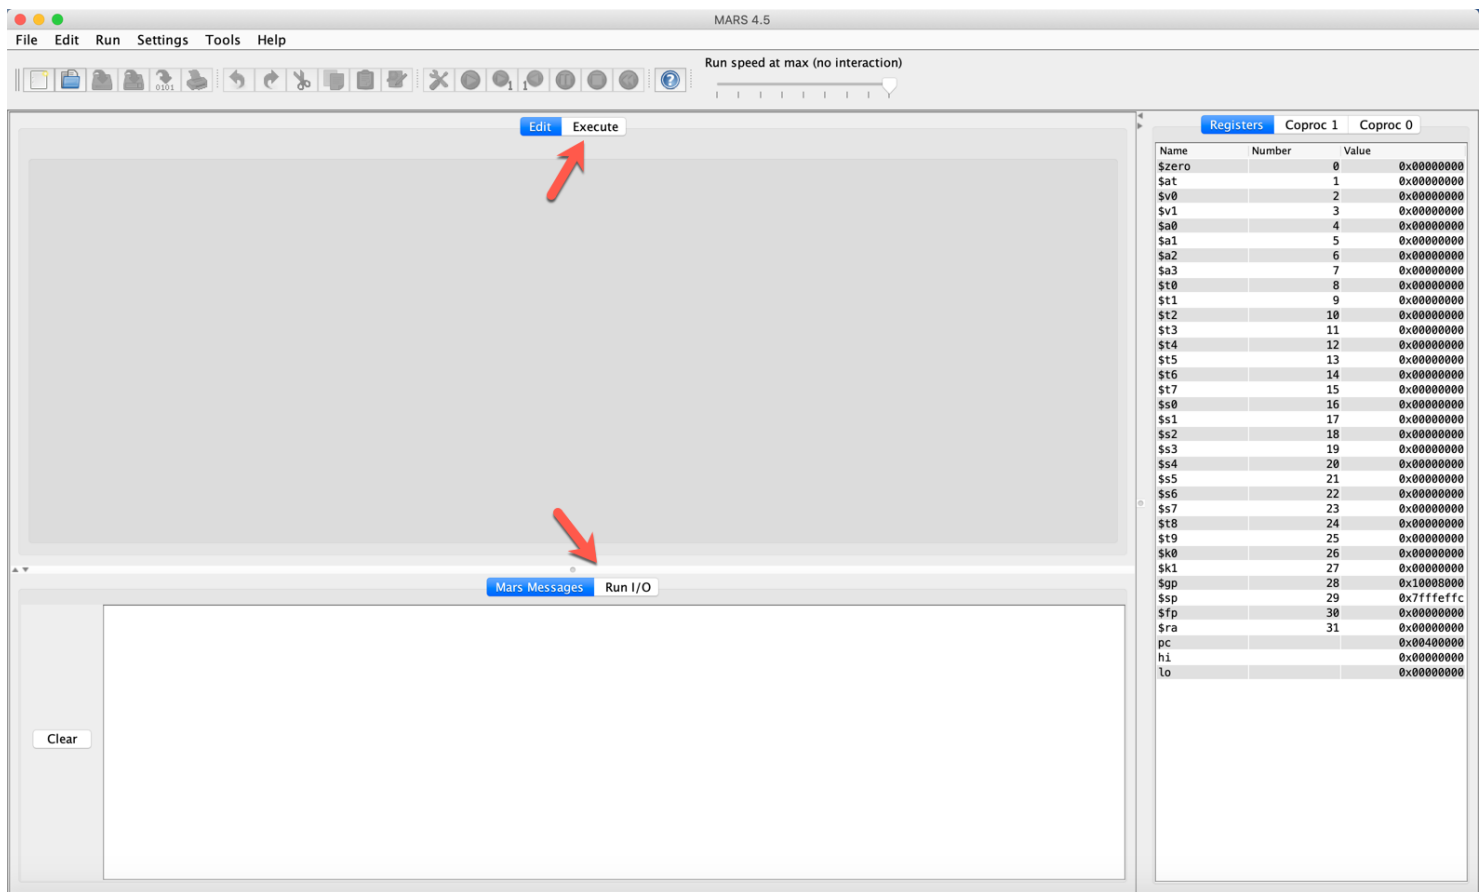 MARS 4.5
File Edit Run Settings Tools Help
Run speed at max (no interaction)
0101
1 1
?
Edit Execute
Registers Coproc 1 Coproc 0
Name Number Value
$zero 0 0x00000000
$at 1 0x00000000
$v0 2 0x00000000
$v1 3 0x00000000
$a0 4 0x00000000
$a1 5 0x00000000
$a2 6 0x00000000
$a3 7 0x00000000
$t0 8 0x00000000
$t1 9 0x00000000
$t2 10 0x00000000
$t3 11 0x00000000
$t4 12 0x00000000
$t5 13 0x00000000
$t6 14 0x00000000
$t7 15 0x00000000
$s0 16 0x00000000
$s1 17 0x00000000
$s2 18 0x00000000
$s3 19 0x00000000
$s4 20 0x00000000
$s5 21 0x00000000
$s6 22 0x00000000
$s7 23 0x00000000
$t8 24 0x00000000
$t9 25 0x00000000
$k0 26 0x00000000
$k1 27 0x00000000
$gp 28 0x10008000
$sp 29 0x7fffeffc
$fp 30 0x00000000
$ra 31 0x00000000
pc 0x00400000
hi 0x00000000
lo 0x00000000
Mars Messages Run I/O
Clear